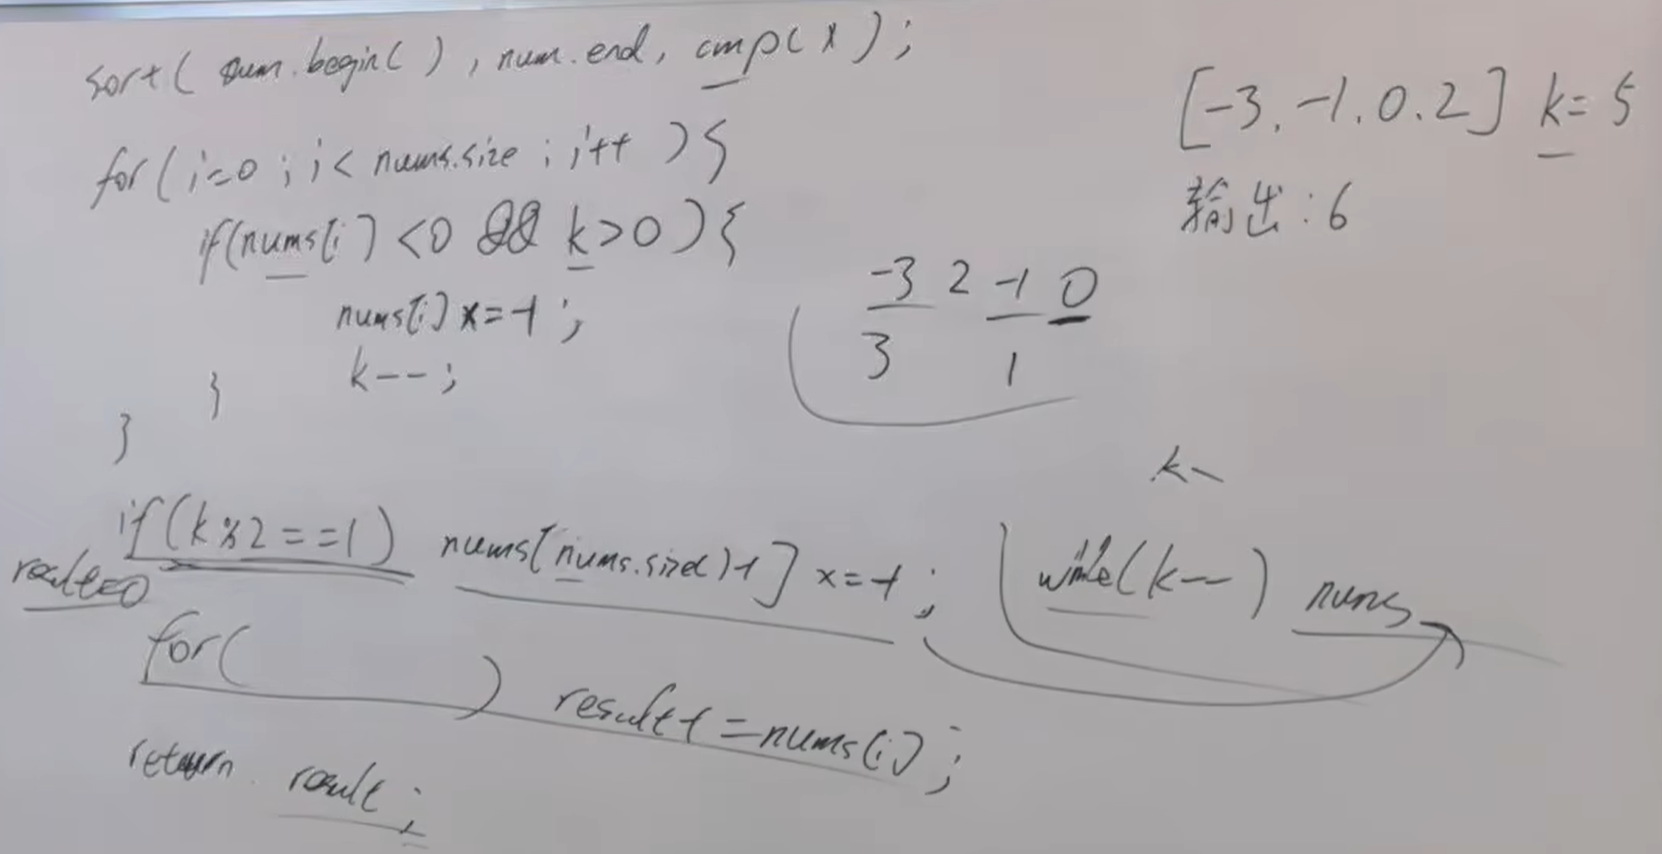 sort( num.begin( ), num.end, cmp( x ) ;
for( i=0 ; i< nums.size ; i++ ) {
if(nums[i] <0 && k>0 ) {
nums[i] x=-1 ;
k-- ;
}
}
if(k%2==1) nums[nums.size()-1] x=-1 ;
result=0
for( ) result+=nums[i] ;
return result ;
[-3, -1, 0. 2] k= 5
输出:6
-3 2 -1 0
3 1
k-
while(k--) nums